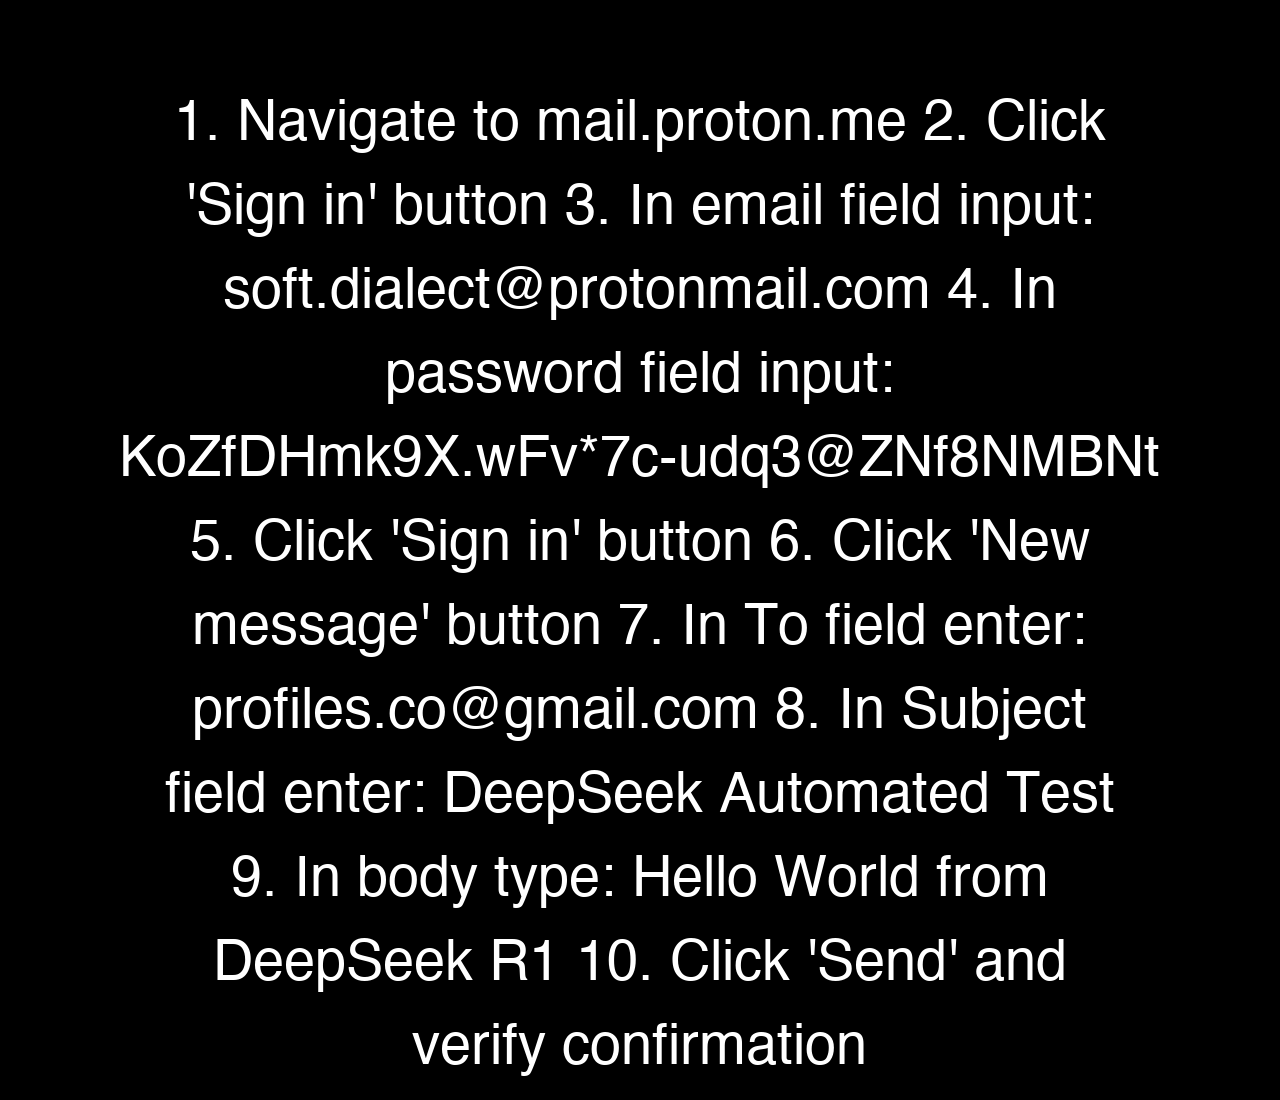 1. Navigate to mail.proton.me 2. Click
'Sign in' button 3. In email field input:
soft.dialect@protonmail.com 4. In
password field input:
KoZfDHmk9X.wFv*7c-udq3@ZNf8NMBNt
5. Click 'Sign in' button 6. Click 'New
message' button 7. In To field enter:
profiles.co@gmail.com 8. In Subject
field enter: DeepSeek Automated Test
9. In body type: Hello World from
DeepSeek R1 10. Click 'Send' and
verify confirmation